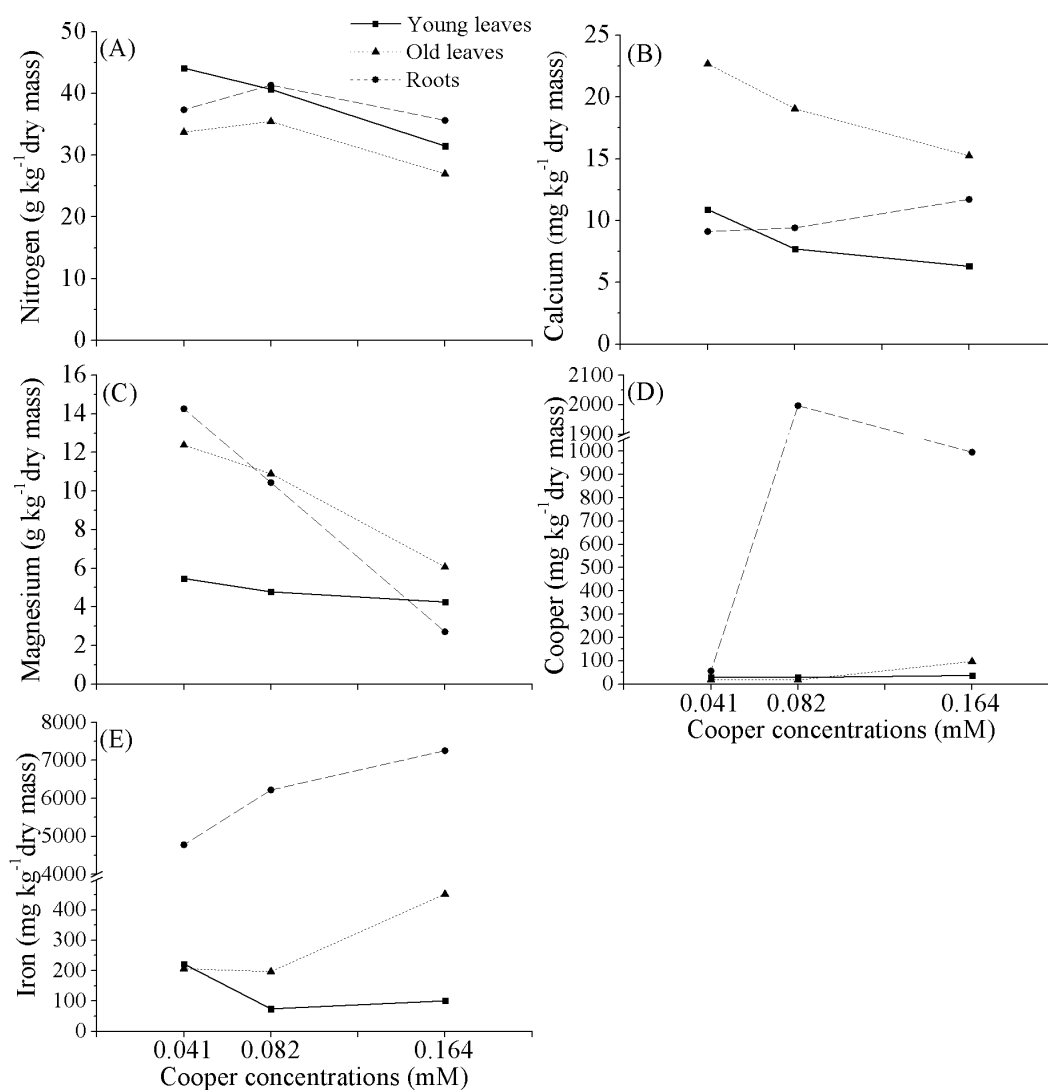 Young leaves
Old leaves
Roots
(A)
50
40
30
20
10
0
Nitrogen (g kg⁻¹ dry mass)
(B)
25
20
15
10
5
0
Calcium (mg kg⁻¹ dry mass)
(C)
16
14
12
10
8
6
4
2
0
Magnesium (g kg⁻¹ dry mass)
(D)
2100
2000
1900
1000
900
800
700
600
500
400
300
200
100
0
Cooper (mg kg⁻¹ dry mass)
0.041 0.082 0.164
Cooper concentrations (mM)
(E)
8000
7000
6000
5000
4000
400
300
200
100
0
Iron (mg kg⁻¹ dry mass)
0.041 0.082 0.164
Cooper concentrations (mM)